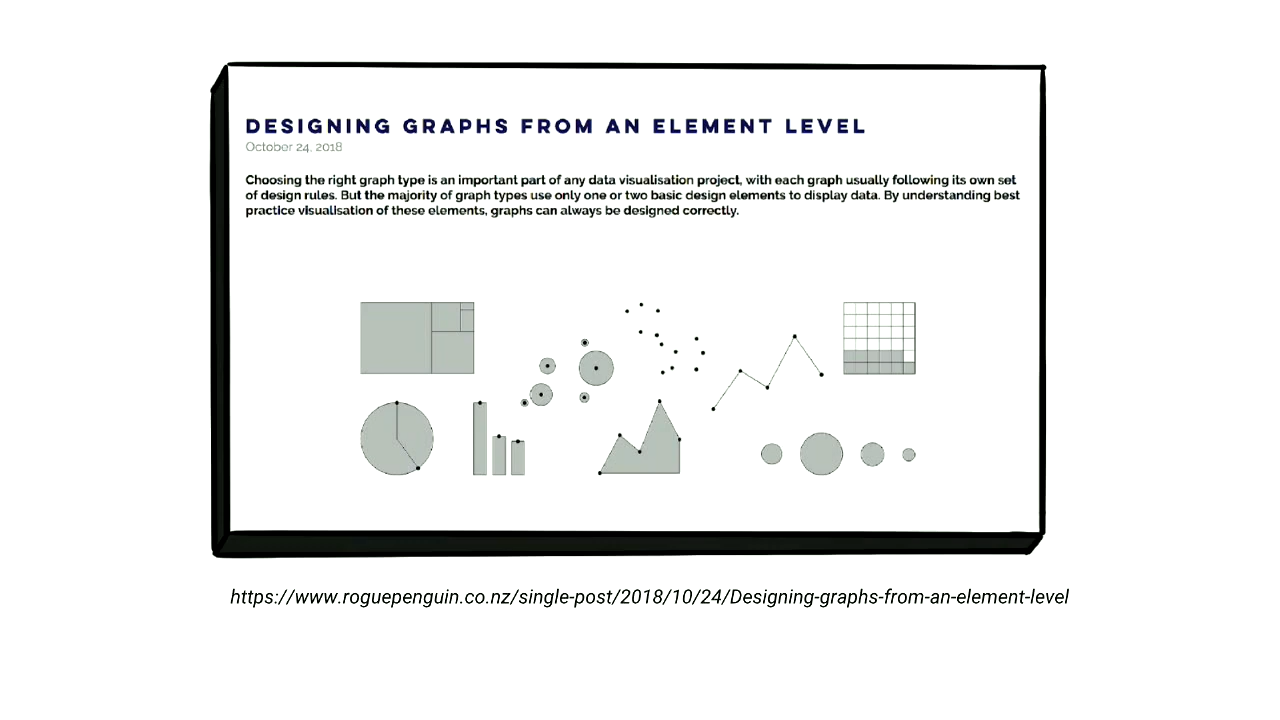 DESIGNING GRAPHS FROM AN ELEMENT LEVEL
October 24, 2018
Choosing the right graph type is an important part of any data visualisation project, with each graph usually following its own set
of design rules. But the majority of graph types use only one or two basic design elements to display data. By understanding best
practice visualisation of these elements, graphs can always be designed correctly.
https://www.roguepenguin.co.nz/single-post/2018/10/24/Designing-graphs-from-an-element-level